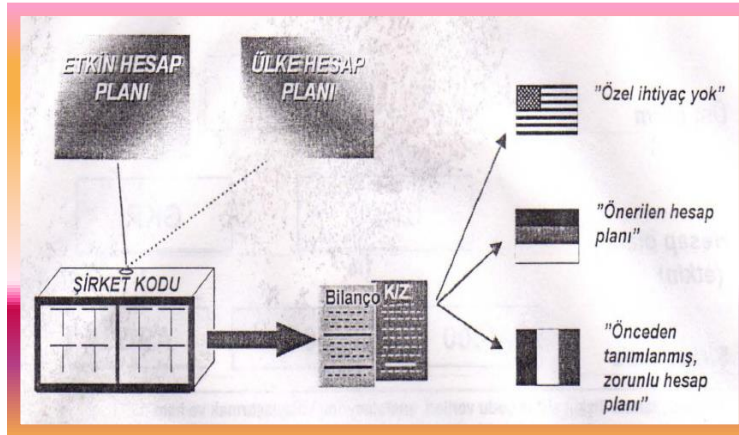 ETKİN HESAP
PLANI
ÜLKE HESAP
PLANI
"Özel ihtiyaç yok"
"Önerilen hesap
planı"
ŞİRKET KODU
Bilanço
K/Z
"Önceden
tanımlanmış,
zorunlu hesap
planı"